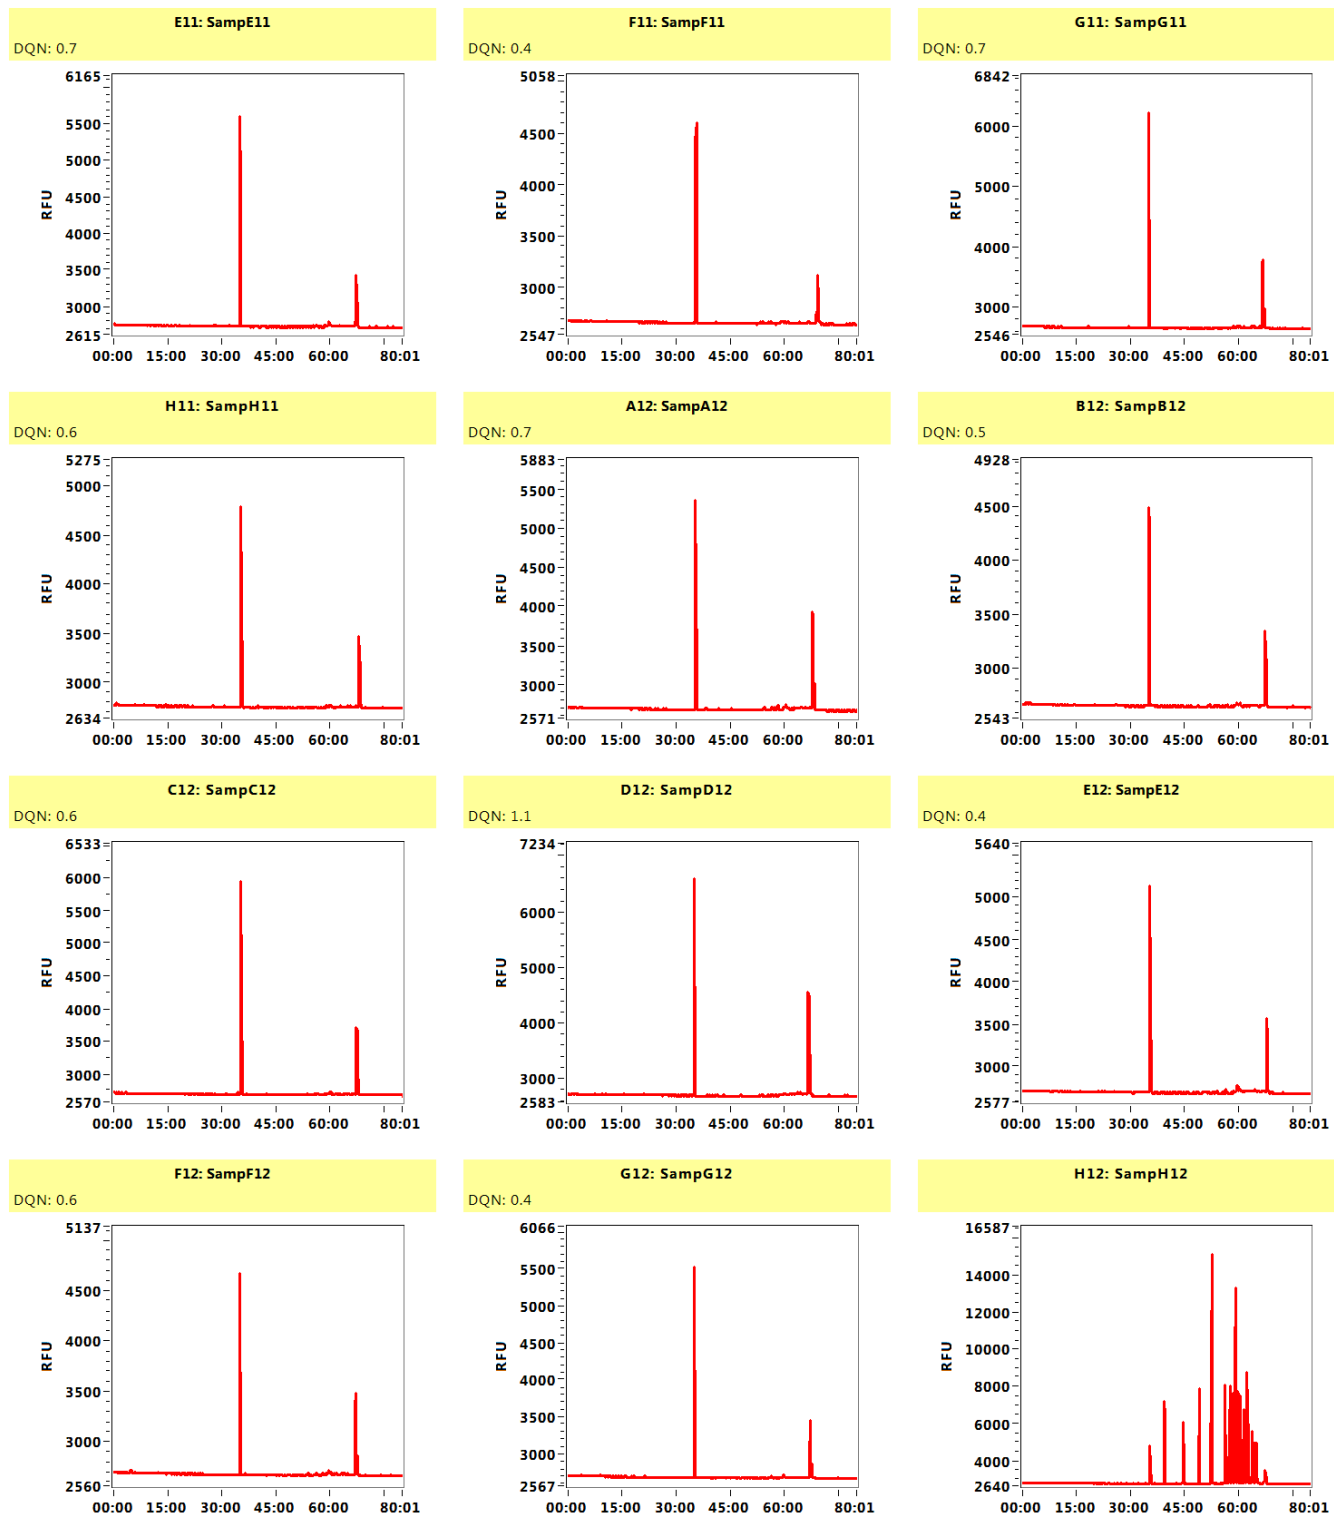 E11: SampE11
DQN: 0.7
6165
5500
5000
4500
4000
3500
3000
2615
RFU
00:00 15:00 30:00 45:00 60:00 80:01
F11: SampF11
DQN: 0.4
5058
4500
4000
3500
3000
2547
RFU
00:00 15:00 30:00 45:00 60:00 80:01
G11: SampG11
DQN: 0.7
6842
6000
5000
4000
3000
2546
RFU
00:00 15:00 30:00 45:00 60:00 80:01
H11: SampH11
DQN: 0.6
5275
5000
4500
4000
3500
3000
2634
RFU
00:00 15:00 30:00 45:00 60:00 80:01
A12: SampA12
DQN: 0.7
5883
5500
5000
4500
4000
3500
3000
2571
RFU
00:00 15:00 30:00 45:00 60:00 80:01
B12: SampB12
DQN: 0.5
4928
4500
4000
3500
3000
2543
RFU
00:00 15:00 30:00 45:00 60:00 80:01
C12: SampC12
DQN: 0.6
6533
6000
5500
5000
4500
4000
3500
3000
2570
RFU
00:00 15:00 30:00 45:00 60:00 80:01
D12: SampD12
DQN: 1.1
7234
6000
5000
4000
3000
2583
RFU
00:00 15:00 30:00 45:00 60:00 80:01
E12: SampE12
DQN: 0.4
5640
5000
4500
4000
3500
3000
2577
RFU
00:00 15:00 30:00 45:00 60:00 80:01
F12: SampF12
DQN: 0.6
5137
4500
4000
3500
3000
2560
RFU
00:00 15:00 30:00 45:00 60:00 80:01
G12: SampG12
DQN: 0.4
6066
5500
5000
4500
4000
3500
3000
2567
RFU
00:00 15:00 30:00 45:00 60:00 80:01
H12: SampH12
16587
14000
12000
10000
8000
6000
4000
2640
RFU
00:00 15:00 30:00 45:00 60:00 80:01